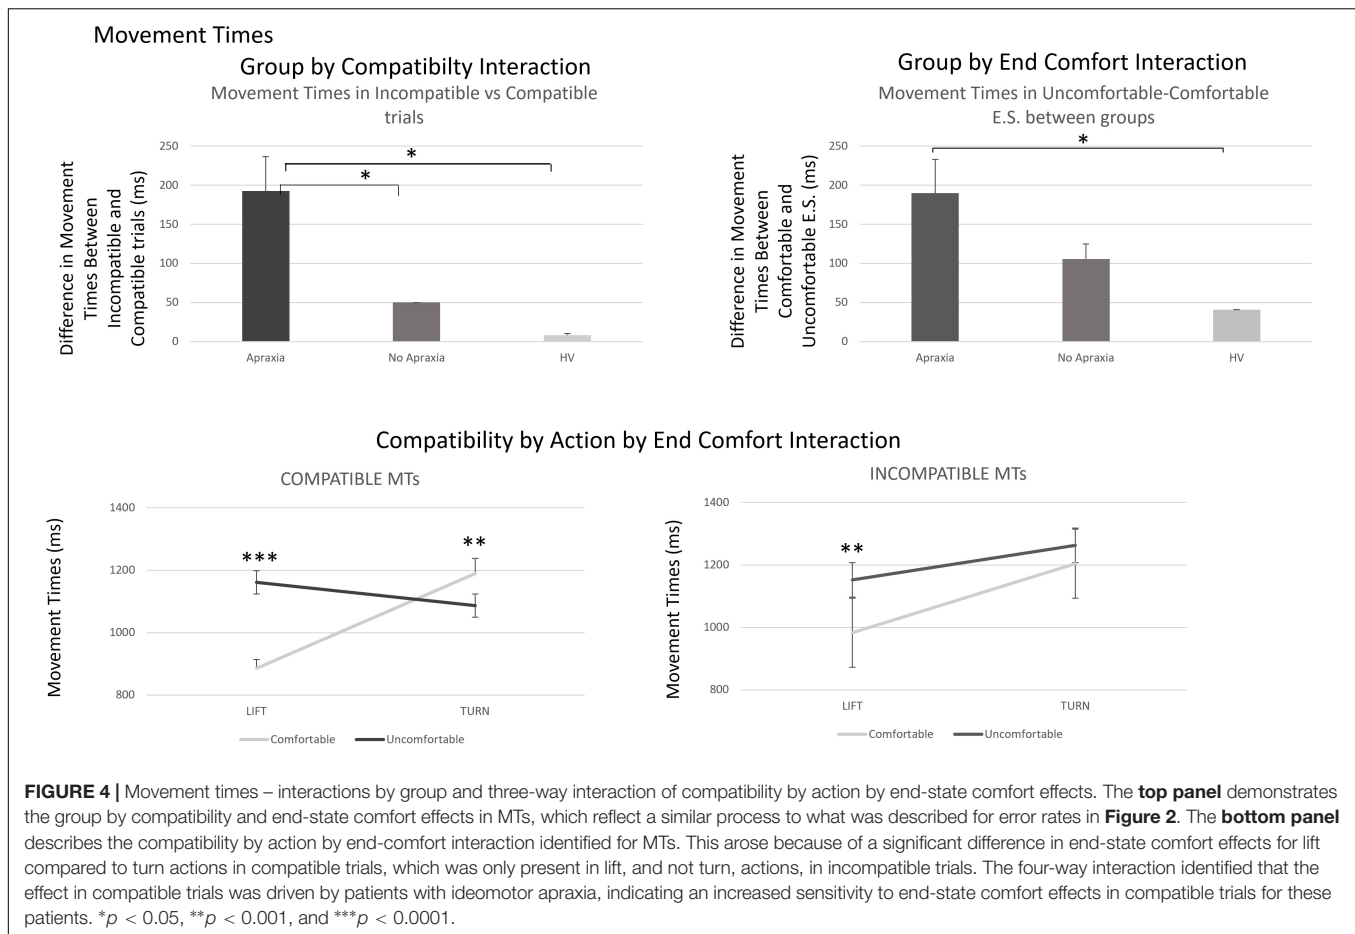 Movement Times
Group by Compatibilty Interaction
Movement Times in Incompatible vs Compatible
trials
Difference in Movement
Times Between
Incompatible and
Compatible trials (ms)
250
200
150
100
50
0
*
*
Apraxia No Apraxia HV
Group by End Comfort Interaction
Movement Times in Uncomfortable-Comfortable
E.S. between groups
Difference in Movement
Times Between
Comfortable and
Uncomfortable E.S. (ms)
250
200
150
100
50
0
*
Apraxia No Apraxia HV
Compatibility by Action by End Comfort Interaction
COMPATIBLE MTs
Movement Times (ms)
1400
1200
1000
800
*** **
LIFT TURN
Comfortable Uncomfortable
INCOMPATIBLE MTs
Movement Times (ms)
1400
1200
1000
800
**
LIFT TURN
Comfortable Uncomfortable
FIGURE 4 | Movement times – interactions by group and three-way interaction of compatibility by action by end-state comfort effects. The top panel demonstrates
the group by compatibility and end-state comfort effects in MTs, which reflect a similar process to what was described for error rates in Figure 2. The bottom panel
describes the compatibility by action by end-comfort interaction identified for MTs. This arose because of a significant difference in end-state comfort effects for lift
compared to turn actions in compatible trials, which was only present in lift, and not turn, actions, in incompatible trials. The four-way interaction identified that the
effect in compatible trials was driven by patients with ideomotor apraxia, indicating an increased sensitivity to end-state comfort effects in compatible trials for these
patients. *p < 0.05, **p < 0.001, and ***p < 0.0001.